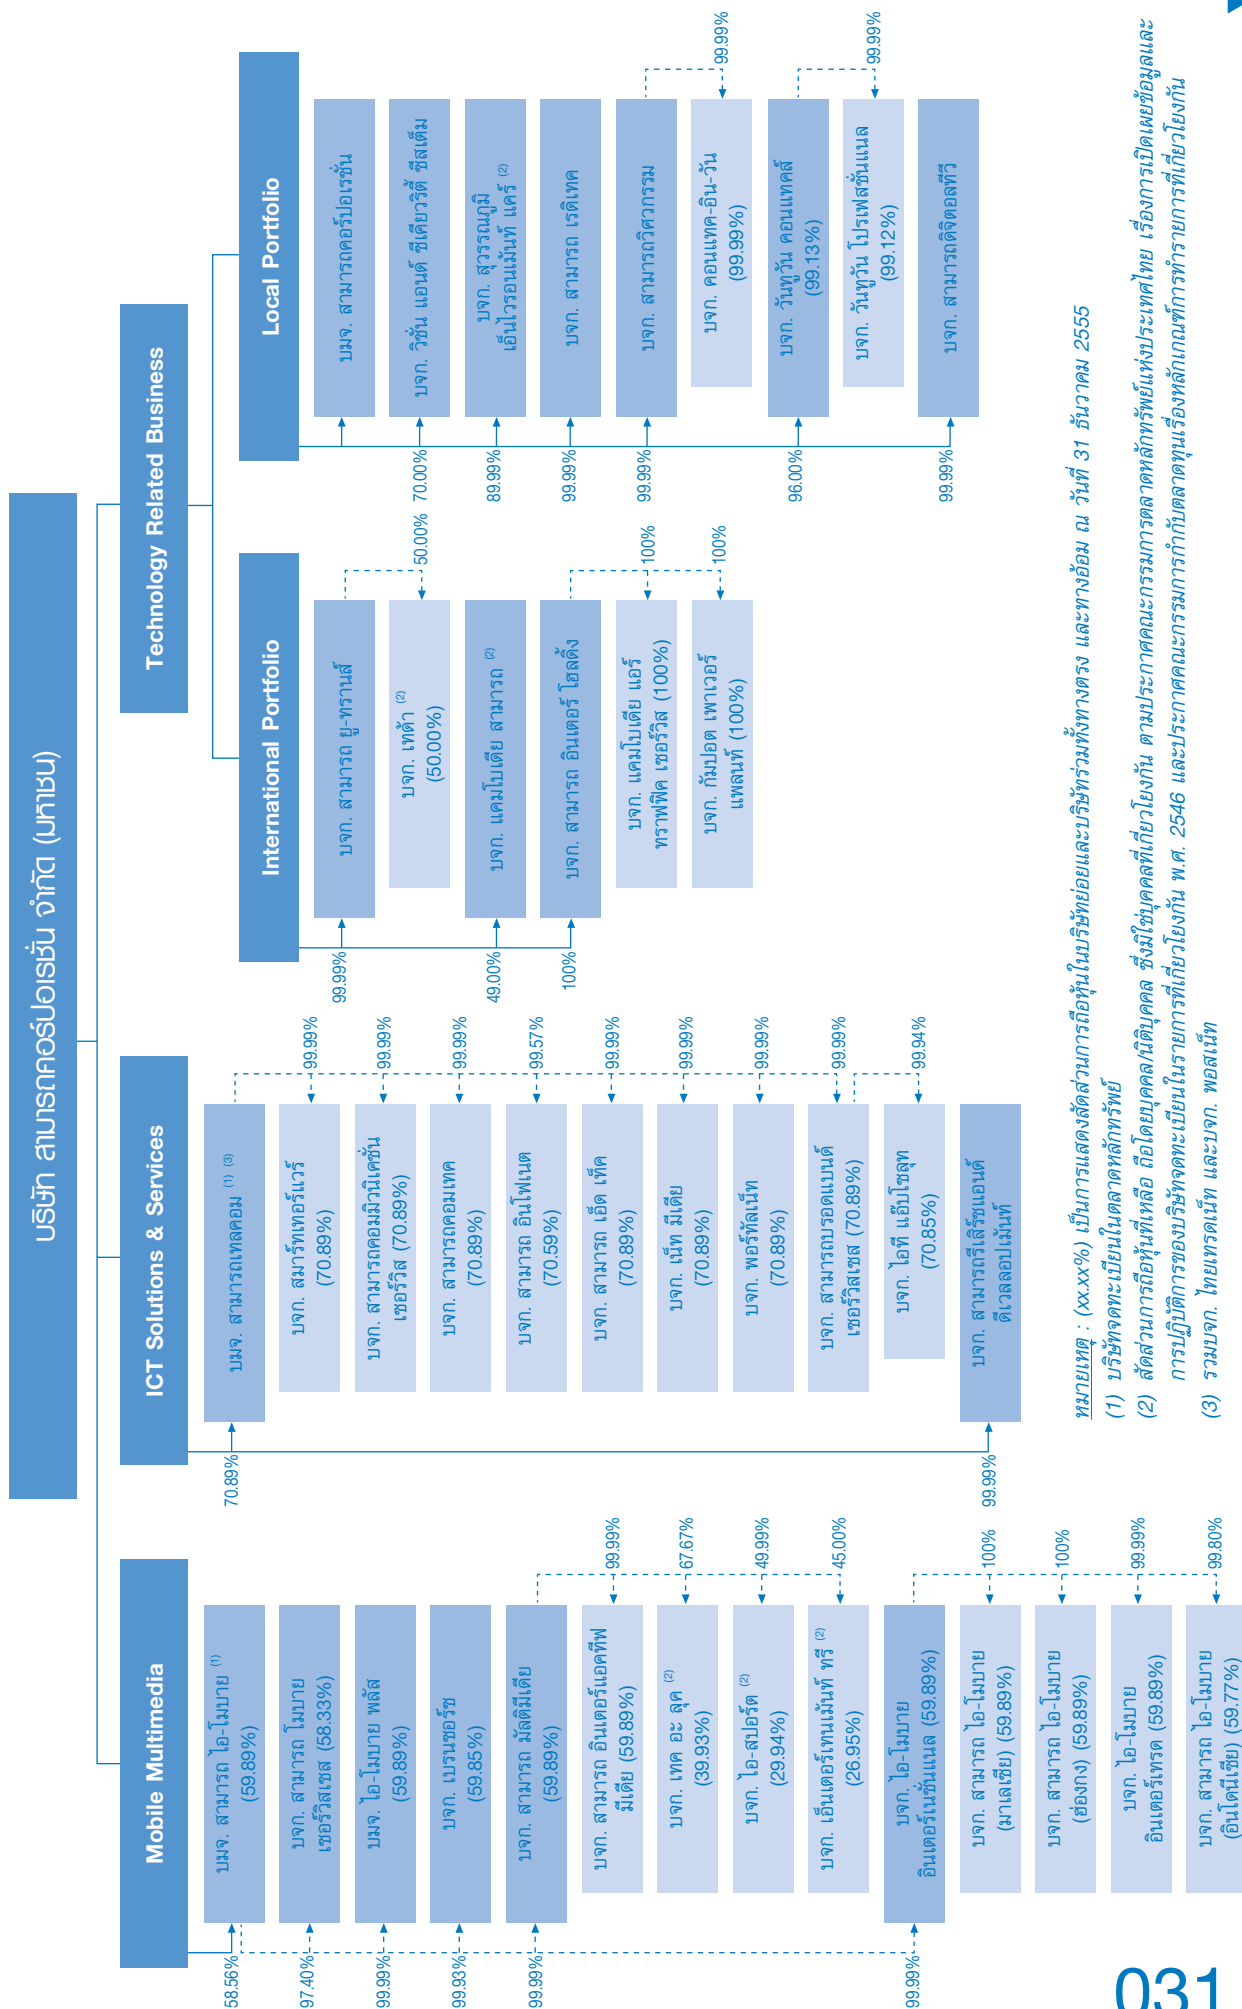 บริษัท สามารถคอร์ปอเรชั่น จำกัด (มหาชน)
Mobile Multimedia
58.56%
บมจ. สามารถ ไอ-โมบาย (1)
(59.89%)
97.40%
บจก. สามารถ โมบาย
เซอร์วิสเซส (58.33%)
99.99%
บมจ. ไอ-โมบาย พลัส
(59.89%)
99.93%
บจก. เบรนซอร์ซ
(59.85%)
99.99%
บจก. สามารถ มัลติมีเดีย
(59.89%)
บจก. สามารถ อินเตอร์แอคทีฟ
มีเดีย (59.89%)
99.99%
บจก. เทค อะ ลุค (2)
(39.93%)
67.67%
บจก. ไอ-สปอร์ต (2)
(29.94%)
49.99%
บจก. เอ็นเตอร์เทนเม้นท์ ทรี (2)
(26.95%)
45.00%
99.99%
บจก. ไอ-โมบาย
อินเตอร์เนชั่นแนล (59.89%)
บจก. สามารถ ไอ-โมบาย
(มาเลเซีย) (59.89%)
100%
บจก. สามารถ ไอ-โมบาย
(ฮ่องกง) (59.89%)
100%
บจก. ไอ-โมบาย
อินเตอร์เทรด (59.89%)
99.99%
บจก. สามารถ ไอ-โมบาย
(อินโดนีเซีย) (59.77%)
99.80%
ICT Solutions & Services
70.89%
บมจ. สามารถเทลคอม (1) (3)
บจก. สมาร์ทเทอร์แวร์
(70.89%)
99.99%
บจก. สามารถคอมมิวนิเคชั่น
เซอร์วิส (70.89%)
99.99%
บจก. สามารถคอมเทค
(70.89%)
99.99%
บจก. สามารถ อินโฟเนต
(70.59%)
99.57%
บจก. สามารถ เอ็ด เท็ค
(70.89%)
99.99%
บจก. เน็ท มีเดีย
(70.89%)
99.99%
บจก. พอร์ทัลเน็ท
(70.89%)
99.99%
บจก. สามารถบรอดแบนด์
เซอร์วิสเซส (70.89%)
99.99%
บจก. ไอที แอ๊บโซลุท
(70.85%)
99.94%
99.99%
บจก. สามารถรีเสิร์ชแอนด์
ดีเวลลอปเม้นท์
Technology Related Business
International Portfolio
99.99%
บจก. สามารถ ยู-ทรานส์
บจก. เทด้า (2)
(50.00%)
50.00%
49.00%
บจก. แคมโบเดีย สามารถ (2)
100%
บจก. สามารถ อินเตอร์ โฮลดิ้ง
บจก. แคมโบเดีย แอร์
ทราฟฟิค เซอร์วิส (100%)
100%
บจก. กัมปอต เพาเวอร์
แพลนท์ (100%)
100%
Local Portfolio
บมจ. สามารถคอร์ปอเรชั่น
70.00%
บจก. วิชั่น แอนด์ ซีเคียวริตี้ ซีสเต็ม
89.99%
บจก. สุวรรณภูมิ
เอ็นไวรอนเม้นท์ แคร์ (2)
99.99%
บจก. สามารถ เรดิเทค
99.99%
บจก. สามารถวิศวกรรม
บจก. คอนแทค-อิน-วัน
(99.99%)
99.99%
96.00%
บจก. วันทูวัน คอนแทคส์
(99.13%)
บจก. วันทูวัน โปรเฟสชั่นแนล
(99.12%)
99.99%
99.99%
บจก. สามารถดิจิตอลทีวี
หมายเหตุ : (xx.xx%) เป็นการแสดงสัดส่วนการถือหุ้นในบริษัทย่อยและบริษัทร่วมทั้งทางตรง และทางอ้อม ณ วันที่ 31 ธันวาคม 2555
(1) บริษัทจดทะเบียนในตลาดหลักทรัพย์
(2) สัดส่วนการถือหุ้นที่เหลือ ถือโดยบุคคล/นิติบุคคล ซึ่งมิใช่บุคคลที่เกี่ยวโยงกัน ตามประกาศคณะกรรมการตลาดหลักทรัพย์แห่งประเทศไทย เรื่องการเปิดเผยข้อมูลและ
การปฏิบัติการของบริษัทจดทะเบียนในรายการที่เกี่ยวโยงกัน พ.ศ. 2546 และประกาศคณะกรรมการกำกับตลาดทุนเรื่องหลักเกณฑ์การทำรายการที่เกี่ยวโยงกัน
(3) รวมบจก. ไทยเทรดเน็ท และบจก. พอสเน็ท
031